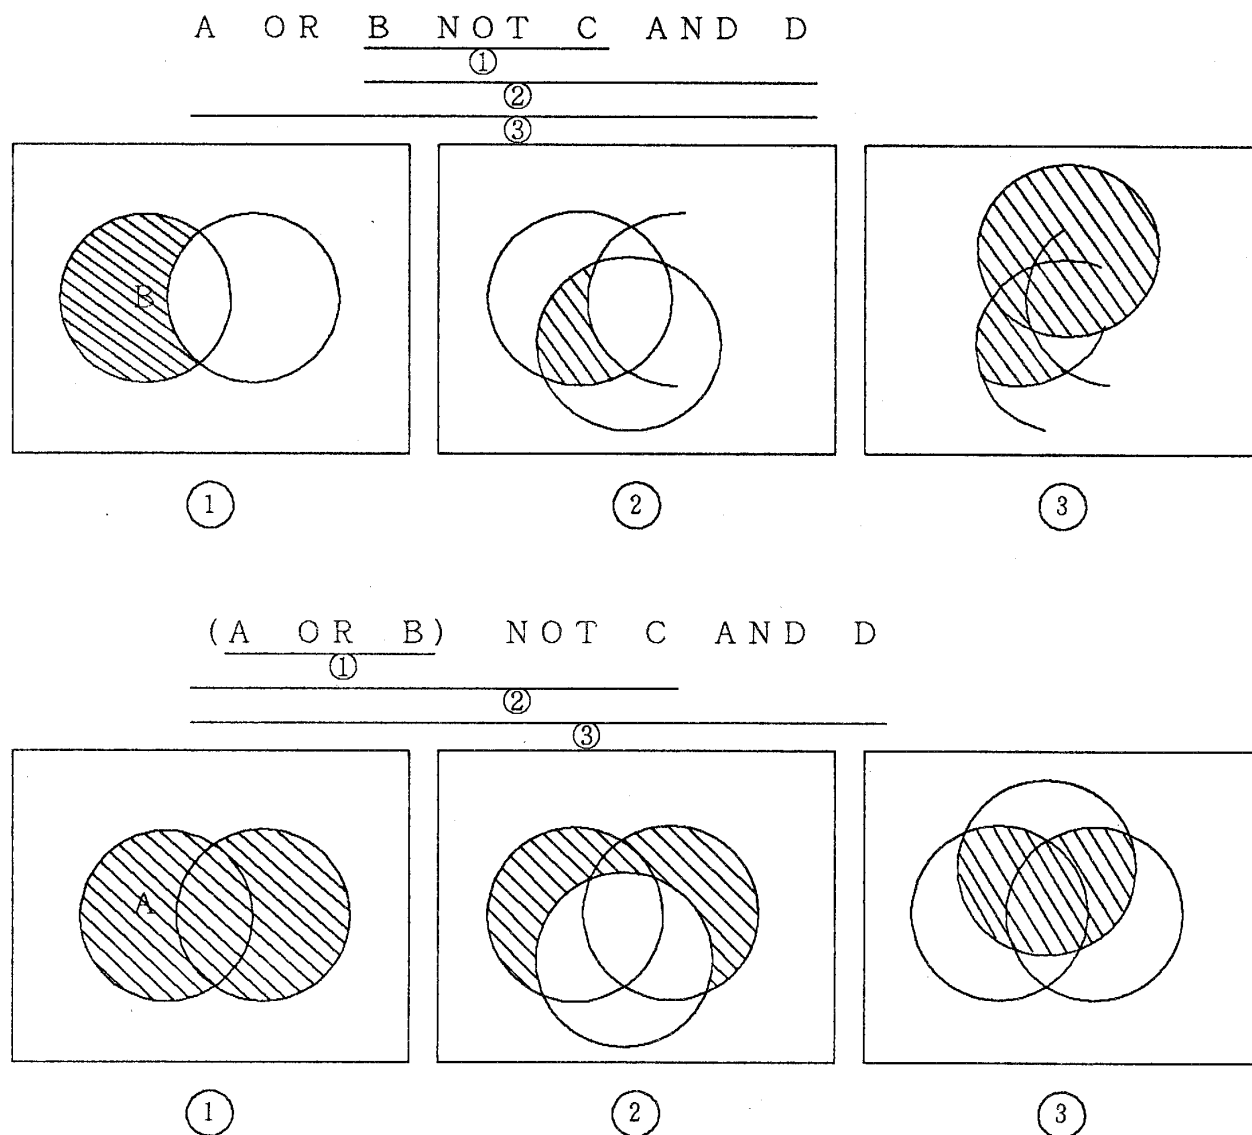 A OR B NOT C AND D
①
②
③
B
① ② ③
(A OR B) NOT C AND D
①
②
③
A
① ② ③